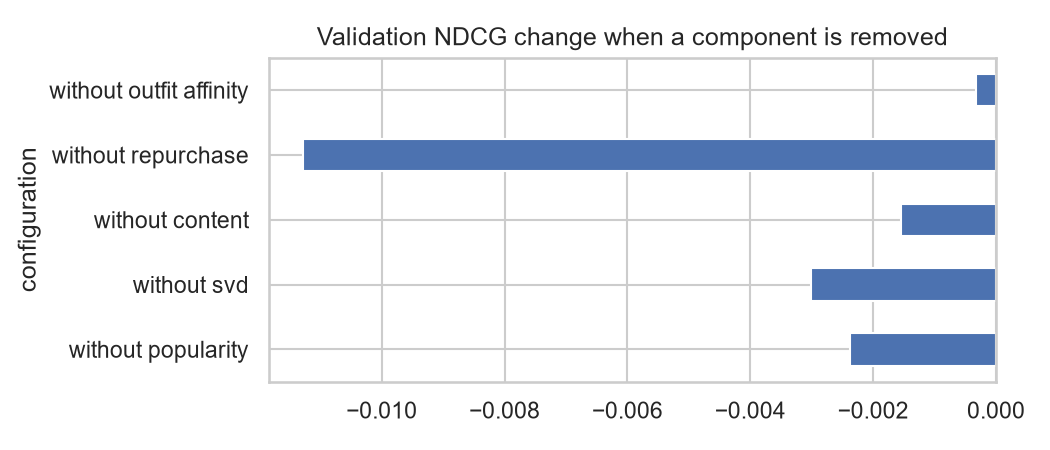 Validation NDCG change when a component is removed
configuration
without outfit affinity
without repurchase
without content
without svd
without popularity
−0.010 −0.008 −0.006 −0.004 −0.002 0.000